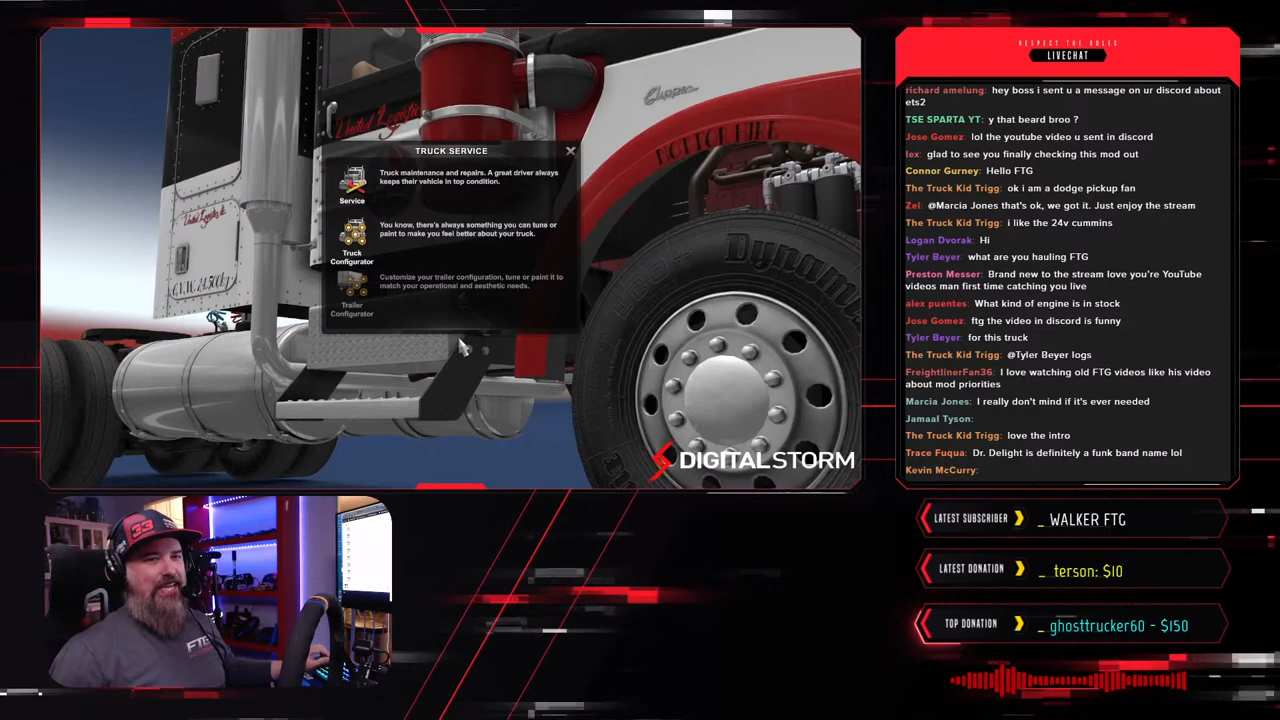 RESPECT THE RULES
LIVECHAT
richard amelung: hey boss i sent u a message on ur discord about
ets2
TSE SPARTA YT: y that beard broo ?
Jose Gomez: lol the youtube video u sent in discord
lex: glad to see you finally checking this mod out
Connor Gurney: Hello FTG
The Truck Kid Trigg: ok i am a dodge pickup fan
Zel: @Marcia Jones that's ok, we got it. Just enjoy the stream
The Truck Kid Trigg: i like the 24v cummins
Logan Dvorak: Hi
Tyler Beyer: what are you hauling FTG
Preston Messer: Brand new to the stream love you're YouTube
videos man first time catching you live
alex puentes: What kind of engine is in stock
Jose Gomez: ftg the video in discord is funny
Tyler Beyer: for this truck
The Truck Kid Trigg: @Tyler Beyer logs
FreightlinerFan36: I love watching old FTG videos like his video
about mod priorities
Marcia Jones: I really don't mind if it's ever needed
Jamaal Tyson:
The Truck Kid Trigg: love the intro
Trace Fuqua: Dr. Delight is definitely a funk band name lol
Kevin McCurry:
Clipper
United Logistic
NOT FOR HIRE
TRUCK SERVICE
Truck maintenance and repairs. A great driver always
keeps their vehicle in top condition.
Service
You know, there's always something you can tune or
paint to make you feel better about your truck.
Truck
Configurator
Customize your trailer configuration, tune or paint it to
match your operational and aesthetic needs.
Trailer
Configurator
United Logistic
Dynam
DIGITALSTORM
33
FTG
LATEST SUBSCRIBER
_ WALKER FTG
LATEST DONATION
_ terson: $10
TOP DONATION
_ ghosttrucker60 - $150